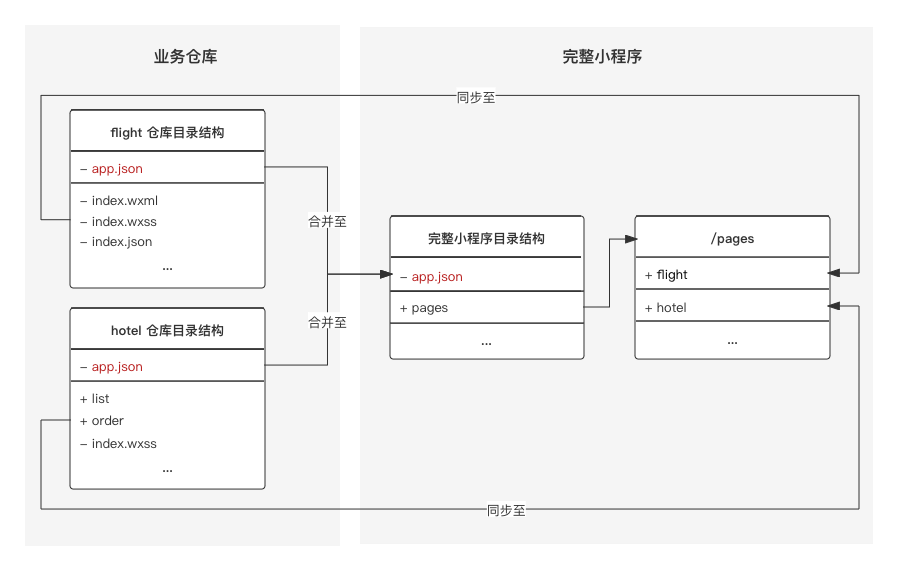 业务仓库
完整小程序
同步至
flight 仓库目录结构
– app.json
– index.wxml
– index.wxss
– index.json
...
合并至
合并至
hotel 仓库目录结构
– app.json
+ list
+ order
– index.wxss
...
完整小程序目录结构
– app.json
+ pages
...
/pages
+ flight
+ hotel
...
同步至